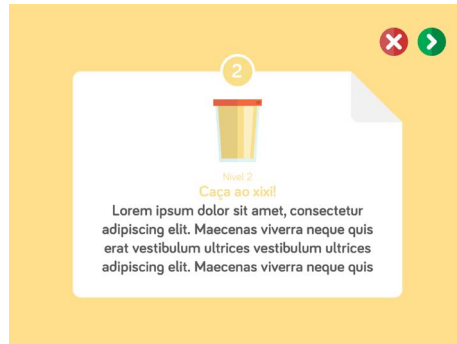 2
Nível 2
Caça ao xixi!
Lorem ipsum dolor sit amet, consectetur
adipiscing elit. Maecenas viverra neque quis
erat vestibulum ultrices vestibulum ultrices
adipiscing elit. Maecenas viverra neque quis